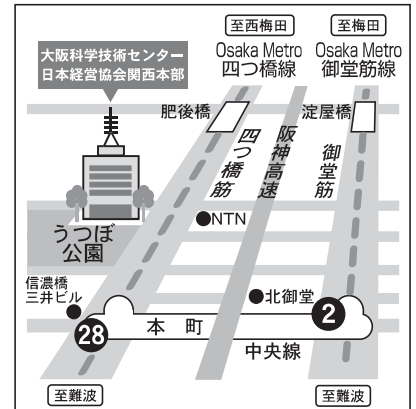 至西梅田
至梅田
Osaka Metro
四つ橋線
Osaka Metro
御堂筋線
大阪科学技術センター
日本経営協会関西本部
肥後橋
淀屋橋
四つ橋筋
阪神高速
御堂筋
NTN
うつぼ
公園
信濃橋
三井ビル
北御堂
2
28
本町
中央線
至難波
至難波